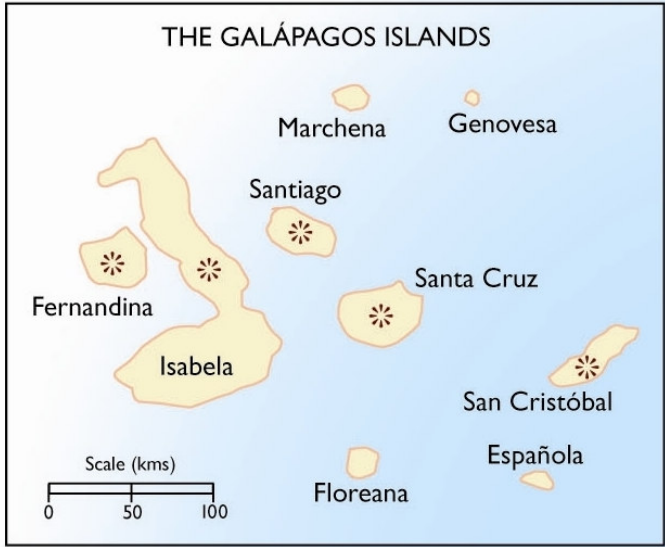 THE GALÁPAGOS ISLANDS
Marchena
Genovesa
Santiago
Santa Cruz
Fernandina
Isabela
San Cristóbal
Española
Floreana
Scale (kms)
0 50 100